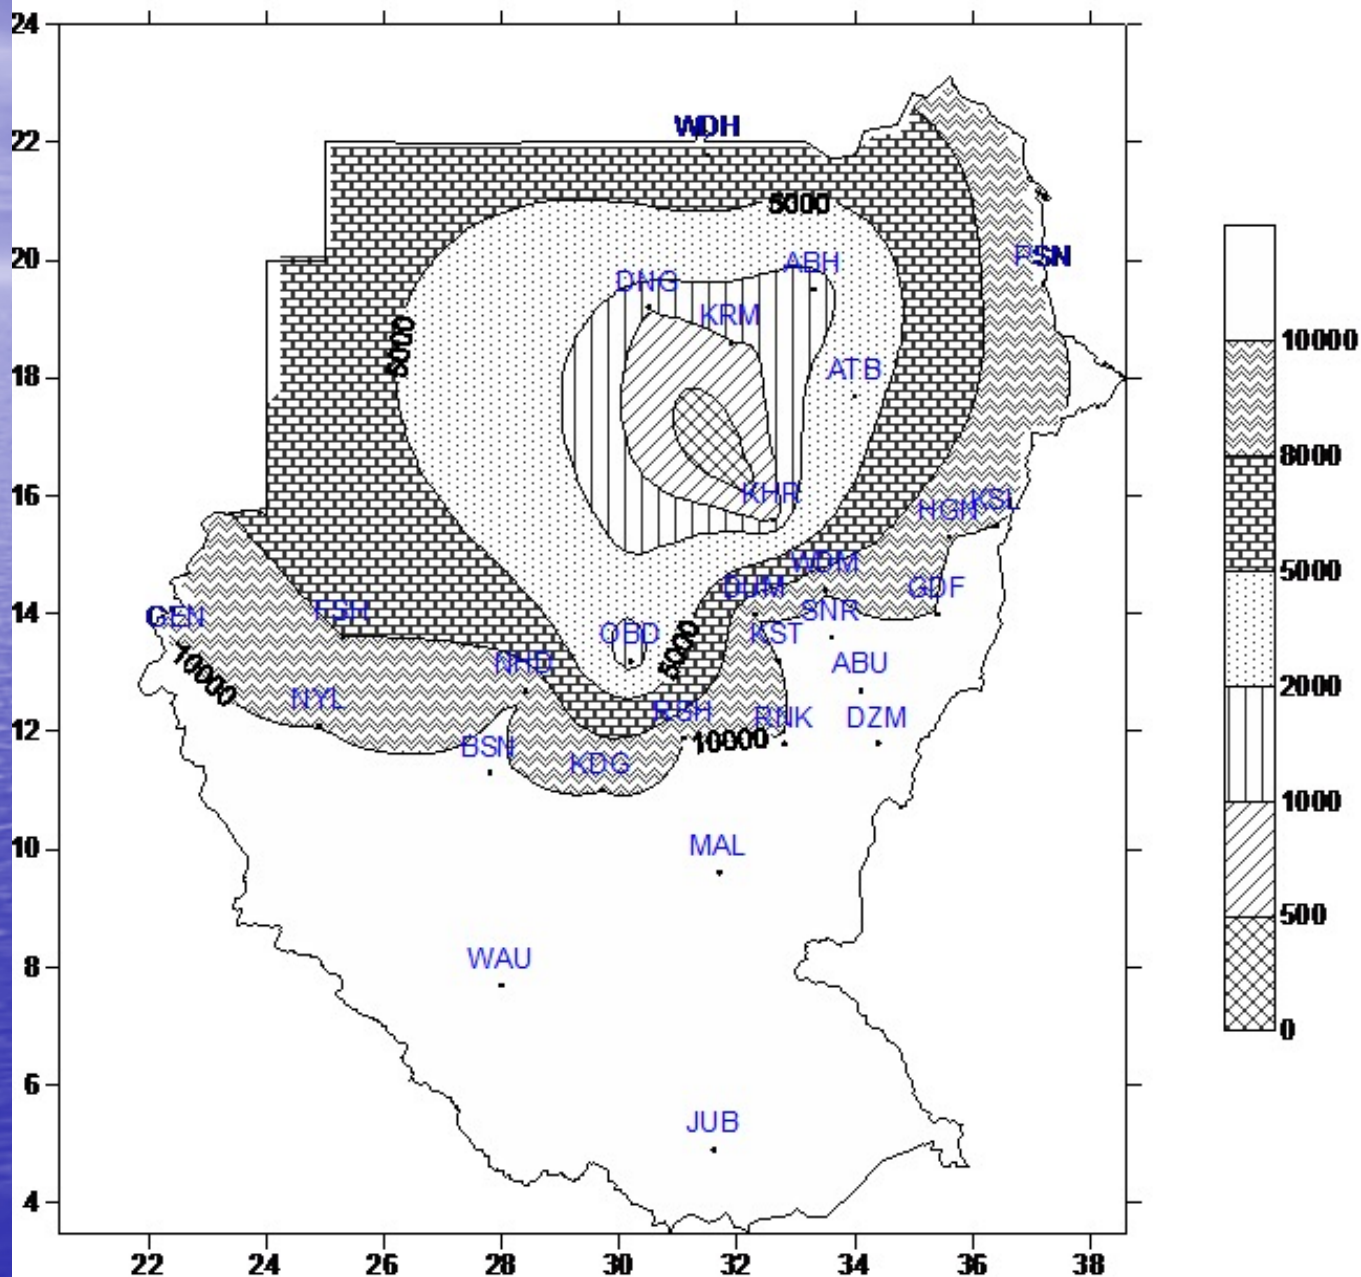 24
22
20
18
16
14
12
10
8
6
4
WDH
5000
PSN
ABH
DNG
KRM
5000
ATB
KHR
HGN KSL
WDM
DUM
GDF
GEN
FSH
SNR
OBD
KST
5000
10000
NHD
ABU
NYL
RSH
RNK
DZM
BSN
10000
KDG
MAL
WAU
JUB
22 24 26 28 30 32 34 36 38
10000
8000
5000
2000
1000
500
0